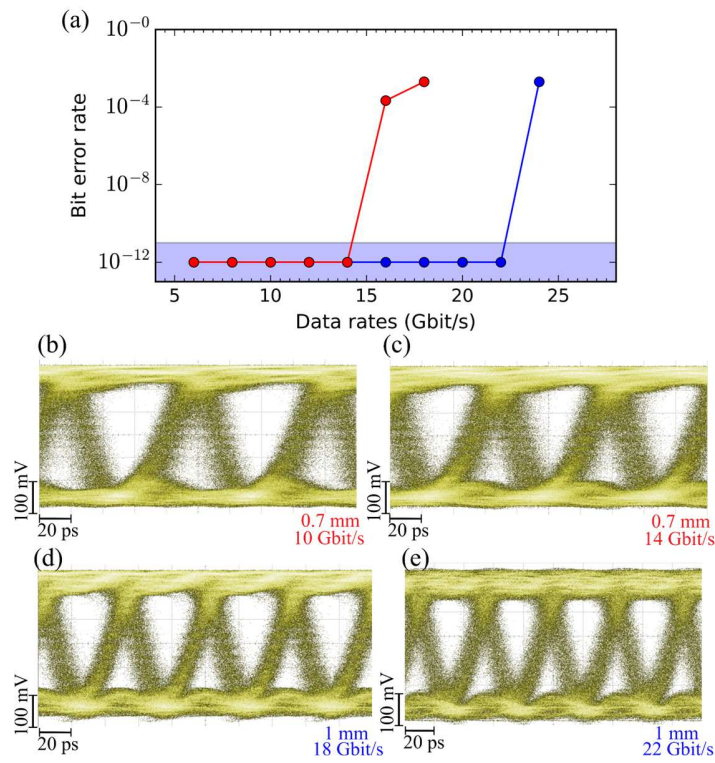 (a)
10⁻⁰
10⁻⁴
10⁻⁸
10⁻¹²
Bit error rate
5 10 15 20 25
Data rates (Gbit/s)
(b)
100 mV
20 ps
0.7 mm
10 Gbit/s
(c)
100 mV
20 ps
0.7 mm
14 Gbit/s
(d)
100 mV
20 ps
1 mm
18 Gbit/s
(e)
100 mV
20 ps
1 mm
22 Gbit/s